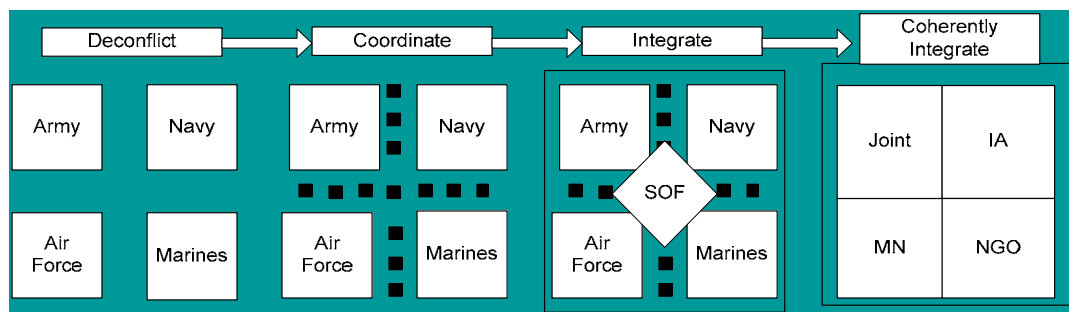 Deconflict
Coordinate
Integrate
Coherently
Integrate
Army
Navy
Army
Navy
Army
Navy
Joint
IA
SOF
Air
Force
Marines
Air
Force
Marines
Air
Force
Marines
MN
NGO